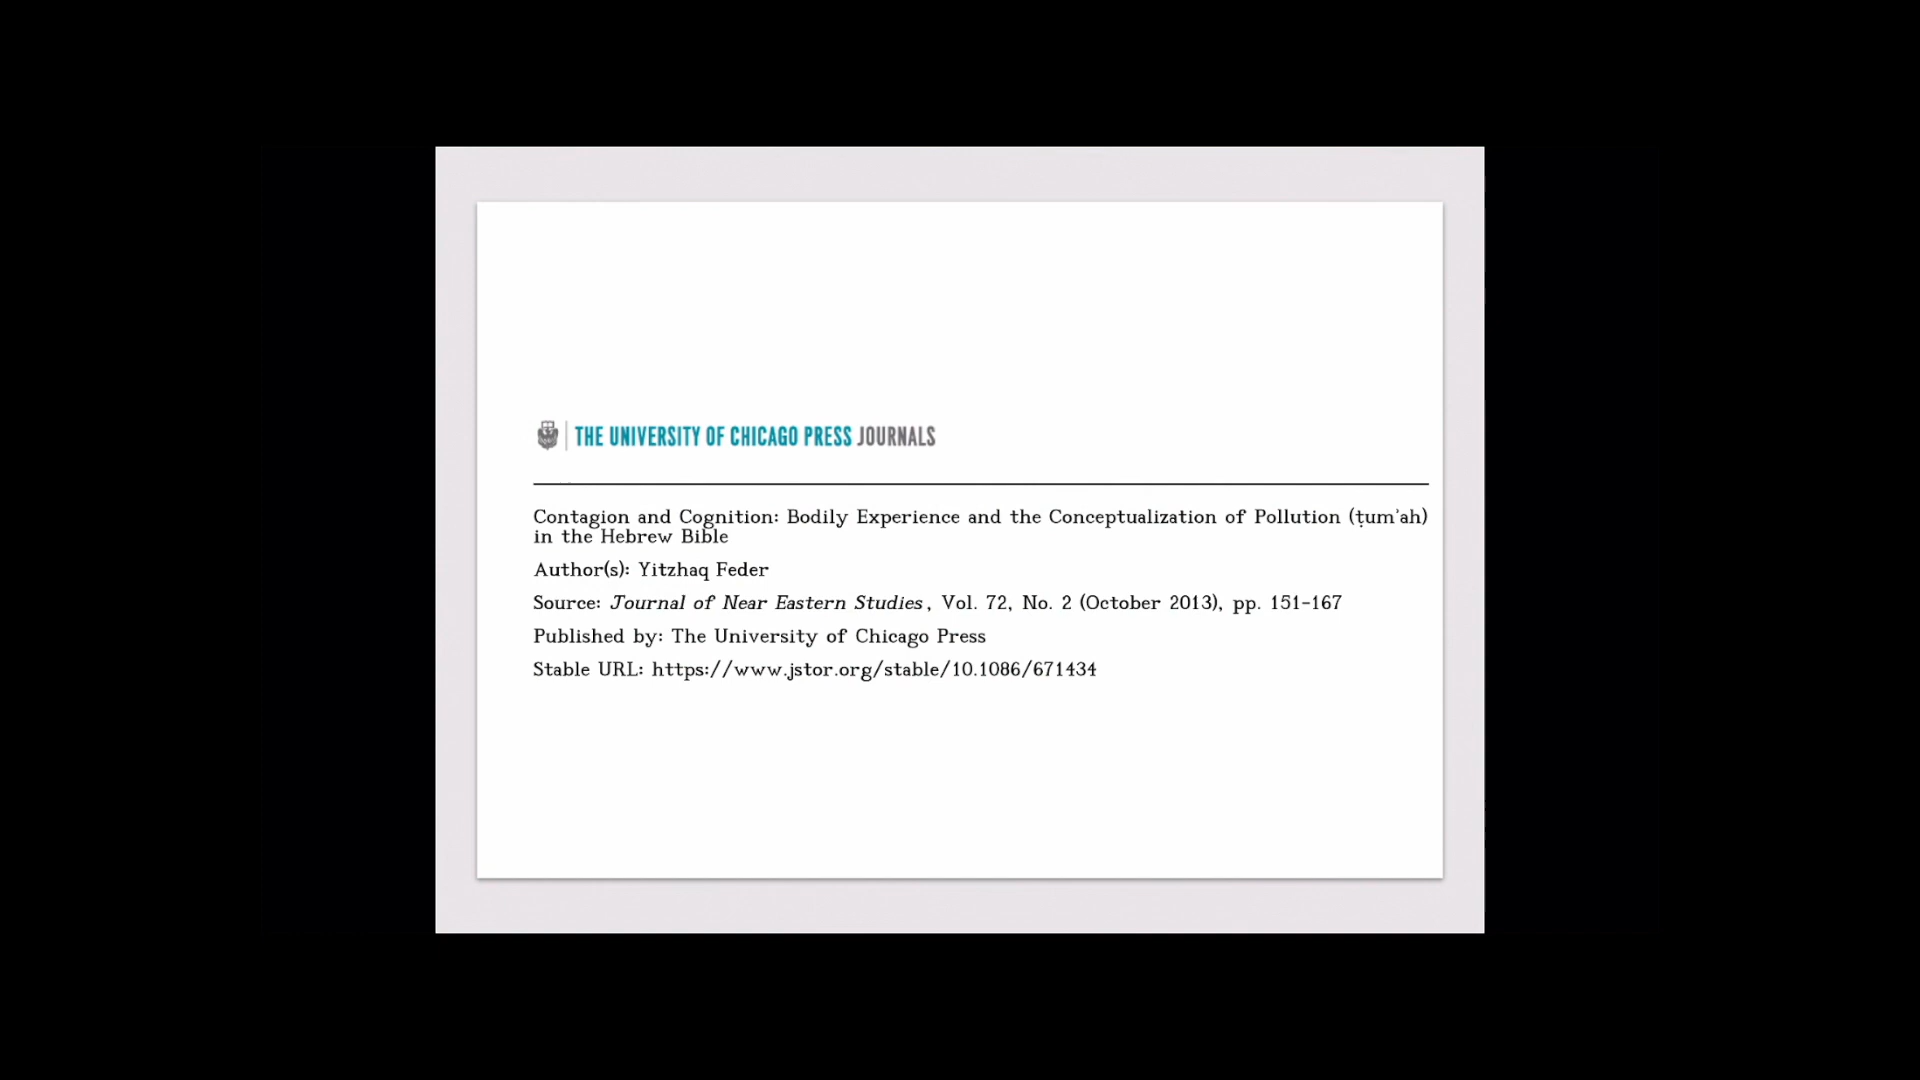 THE UNIVERSITY OF CHICAGO PRESS JOURNALS
Contagion and Cognition: Bodily Experience and the Conceptualization of Pollution (ṭumʾah)
in the Hebrew Bible
Author(s): Yitzhaq Feder
Source: Journal of Near Eastern Studies, Vol. 72, No. 2 (October 2013), pp. 151-167
Published by: The University of Chicago Press
Stable URL: https://www.jstor.org/stable/10.1086/671434